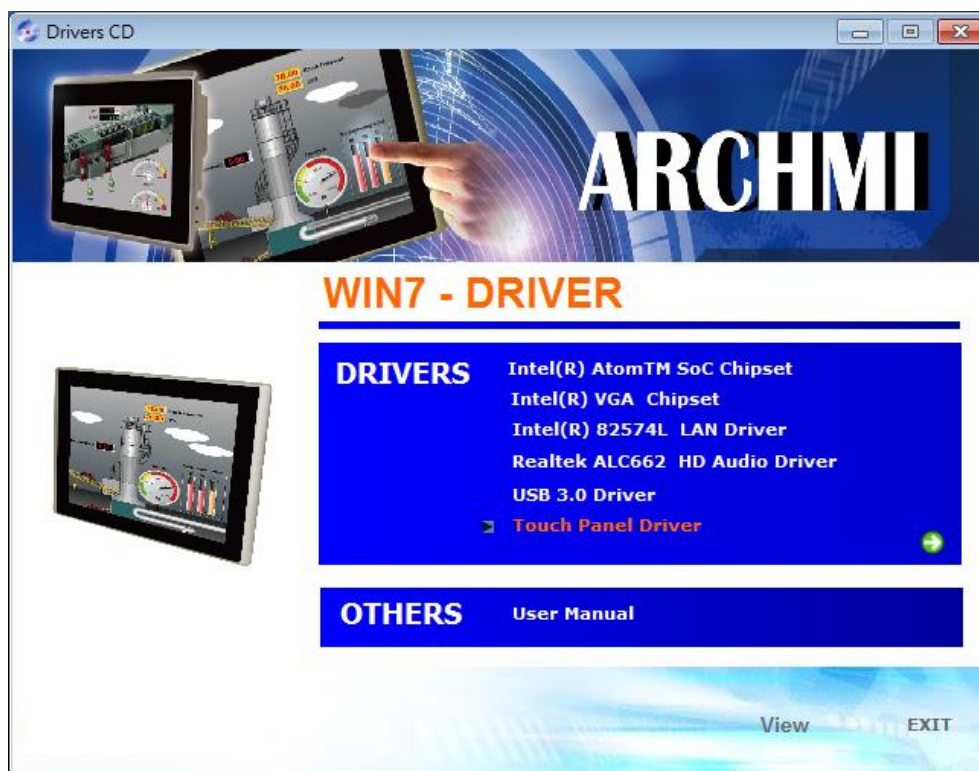 Drivers CD
ARCHMI
WIN7 - DRIVER
DRIVERS
Intel(R) AtomTM SoC Chipset
Intel(R) VGA Chipset
Intel(R) 82574L LAN Driver
Realtek ALC662 HD Audio Driver
USB 3.0 Driver
Touch Panel Driver
OTHERS
User Manual
View
EXIT